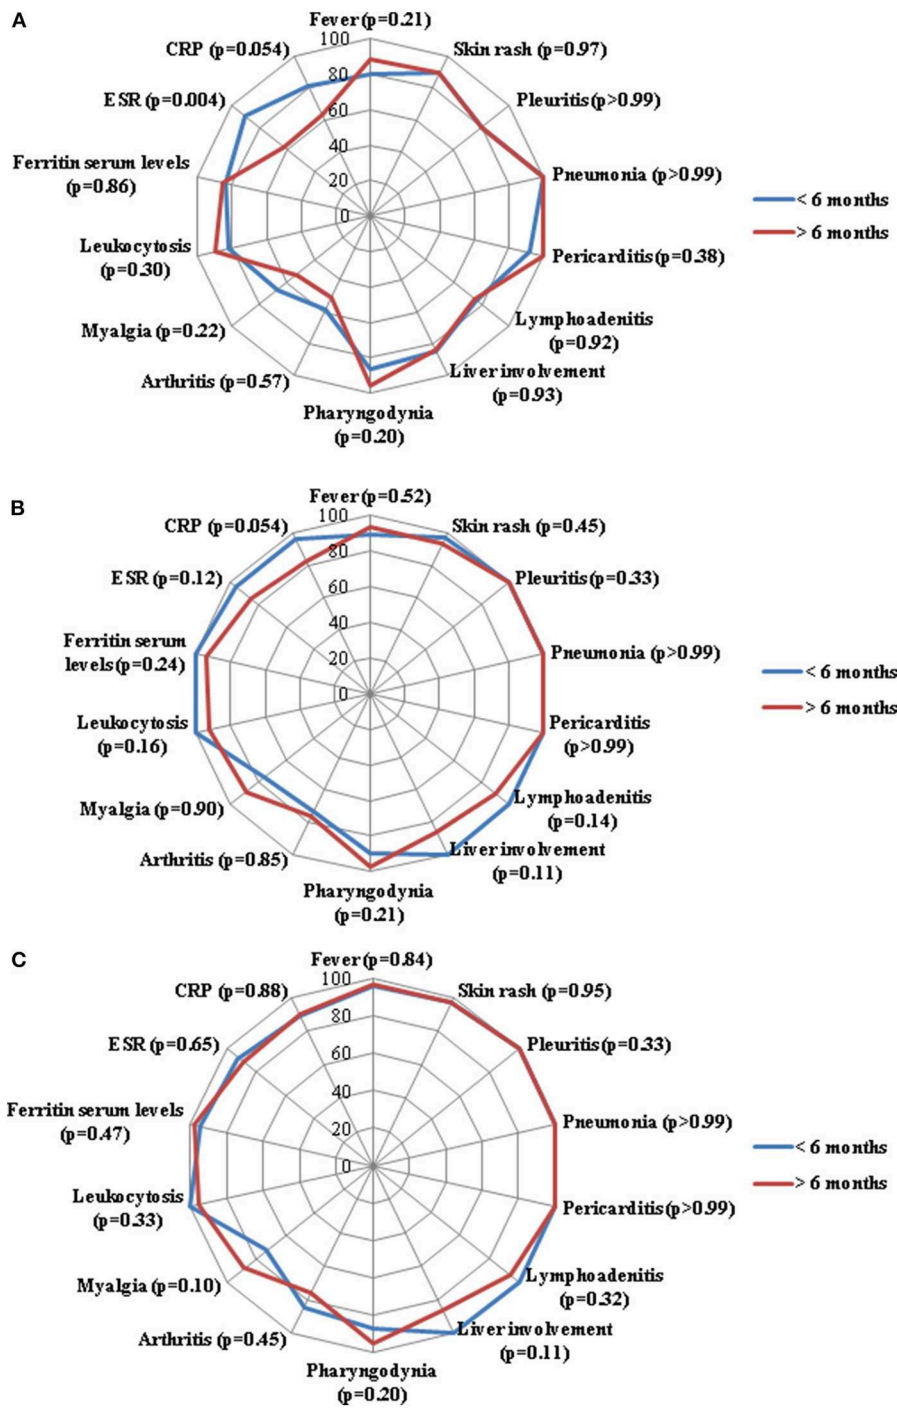 A
Fever (p=0.21)
CRP (p=0.054)
Skin rash (p=0.97)
ESR (p=0.004)
Pleuritis (p>0.99)
Ferritin serum levels
(p=0.86)
Pneumonia (p>0.99)
Leukocytosis
(p=0.30)
Pericarditis (p=0.38)
Myalgia (p=0.22)
Lymphoadenitis
(p=0.92)
Arthritis (p=0.57)
Liver involvement
(p=0.93)
Pharyngodynia
(p=0.20)
100
80
60
40
20
0
< 6 months
> 6 months
B
Fever (p=0.52)
CRP (p=0.054)
Skin rash (p=0.45)
ESR (p=0.12)
Pleuritis (p=0.33)
Ferritin serum
levels (p=0.24)
Pneumonia (p>0.99)
Leukocytosis
(p=0.16)
Pericarditis
(p>0.99)
Myalgia (p=0.90)
Lymphoadenitis
(p=0.14)
Arthritis (p=0.85)
Liver involvement
(p=0.11)
Pharyngodynia
(p=0.21)
100
80
60
40
20
0
< 6 months
> 6 months
C
Fever (p=0.84)
CRP (p=0.88)
Skin rash (p=0.95)
ESR (p=0.65)
Pleuritis (p=0.33)
Ferritin serum levels
(p=0.47)
Pneumonia (p>0.99)
Leukocytosis
(p=0.33)
Pericarditis (p>0.99)
Myalgia (p=0.10)
Lymphoadenitis
(p=0.32)
Arthritis (p=0.45)
Liver involvement
(p=0.11)
Pharyngodynia
(p=0.20)
100
80
60
40
20
0
< 6 months
> 6 months